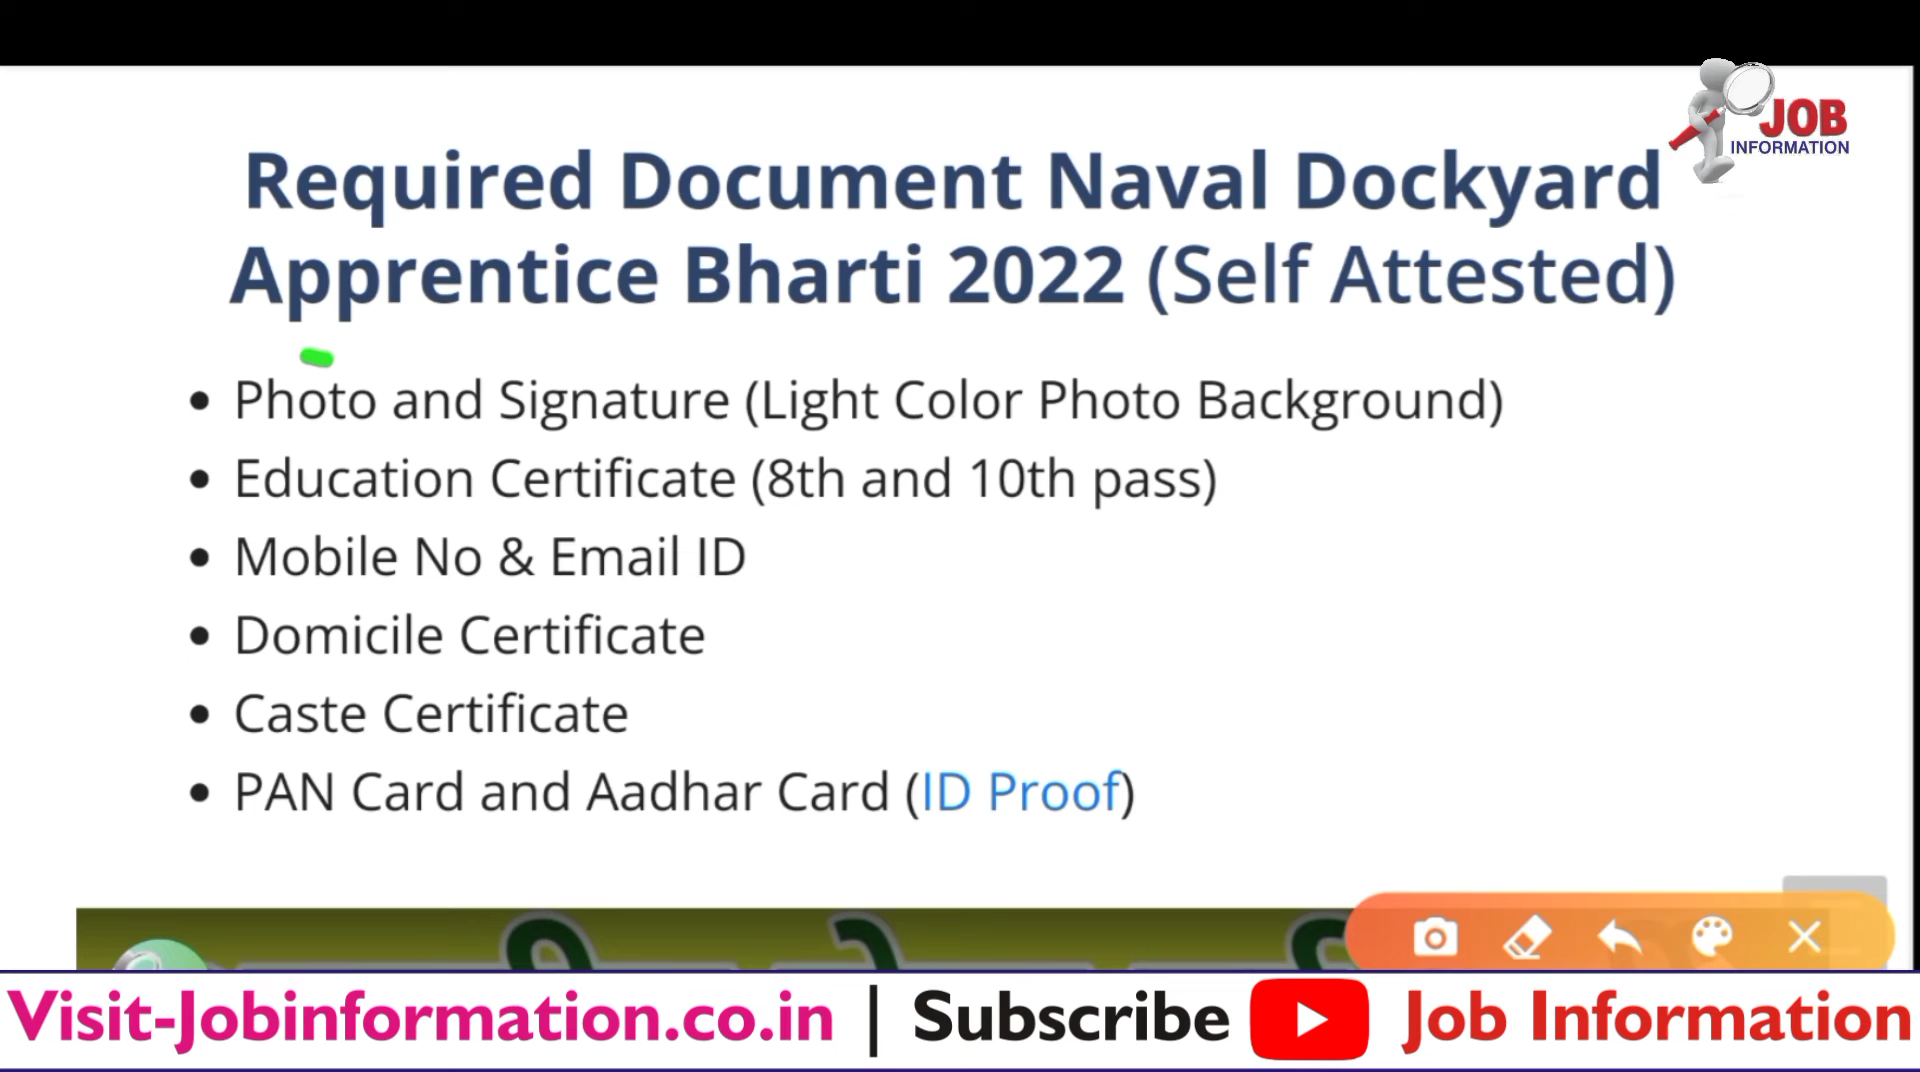 JOB
INFORMATION
Required Document Naval Dockyard
Apprentice Bharti 2022 (Self Attested)
• Photo and Signature (Light Color Photo Background)
• Education Certificate (8th and 10th pass)
• Mobile No & Email ID
• Domicile Certificate
• Caste Certificate
• PAN Card and Aadhar Card (ID Proof)
Visit-Jobinformation.co.in | Subscribe Job Information